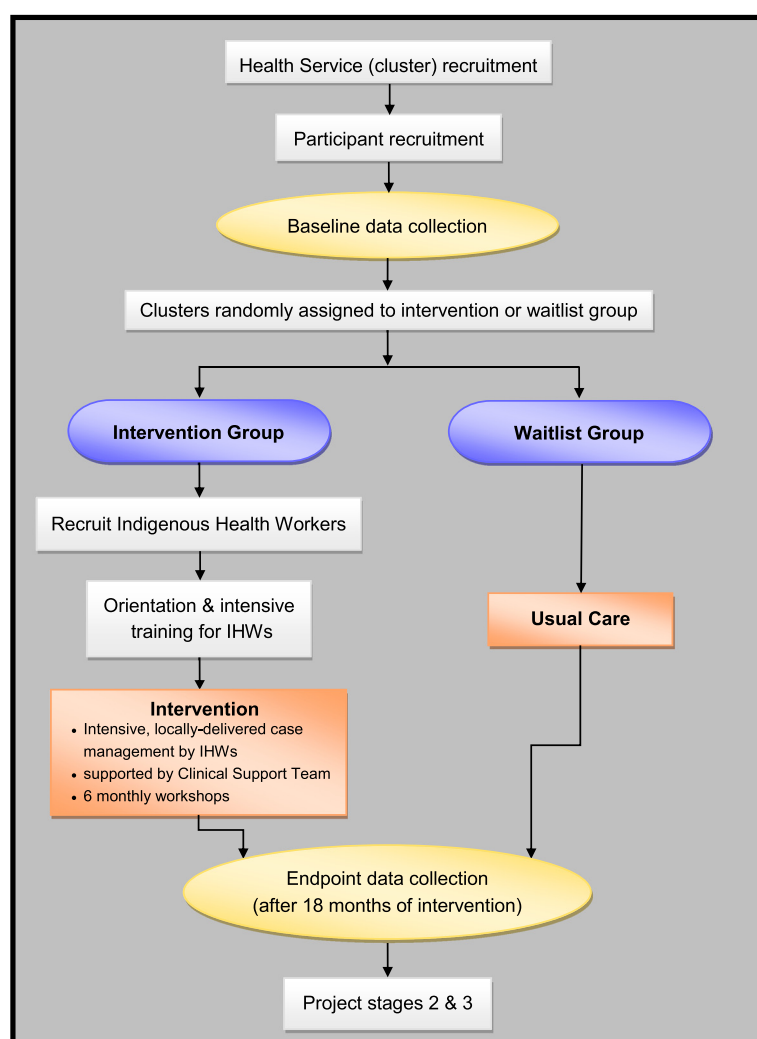 Health Service (cluster) recruitment
Participant recruitment
Baseline data collection
Clusters randomly assigned to intervention or waitlist group
Intervention Group
Waitlist Group
Recruit Indigenous Health Workers
Orientation & intensive
training for IHWs
Usual Care
Intervention
• Intensive, locally-delivered case
management by IHWs
• supported by Clinical Support Team
• 6 monthly workshops
Endpoint data collection
(after 18 months of intervention)
Project stages 2 & 3